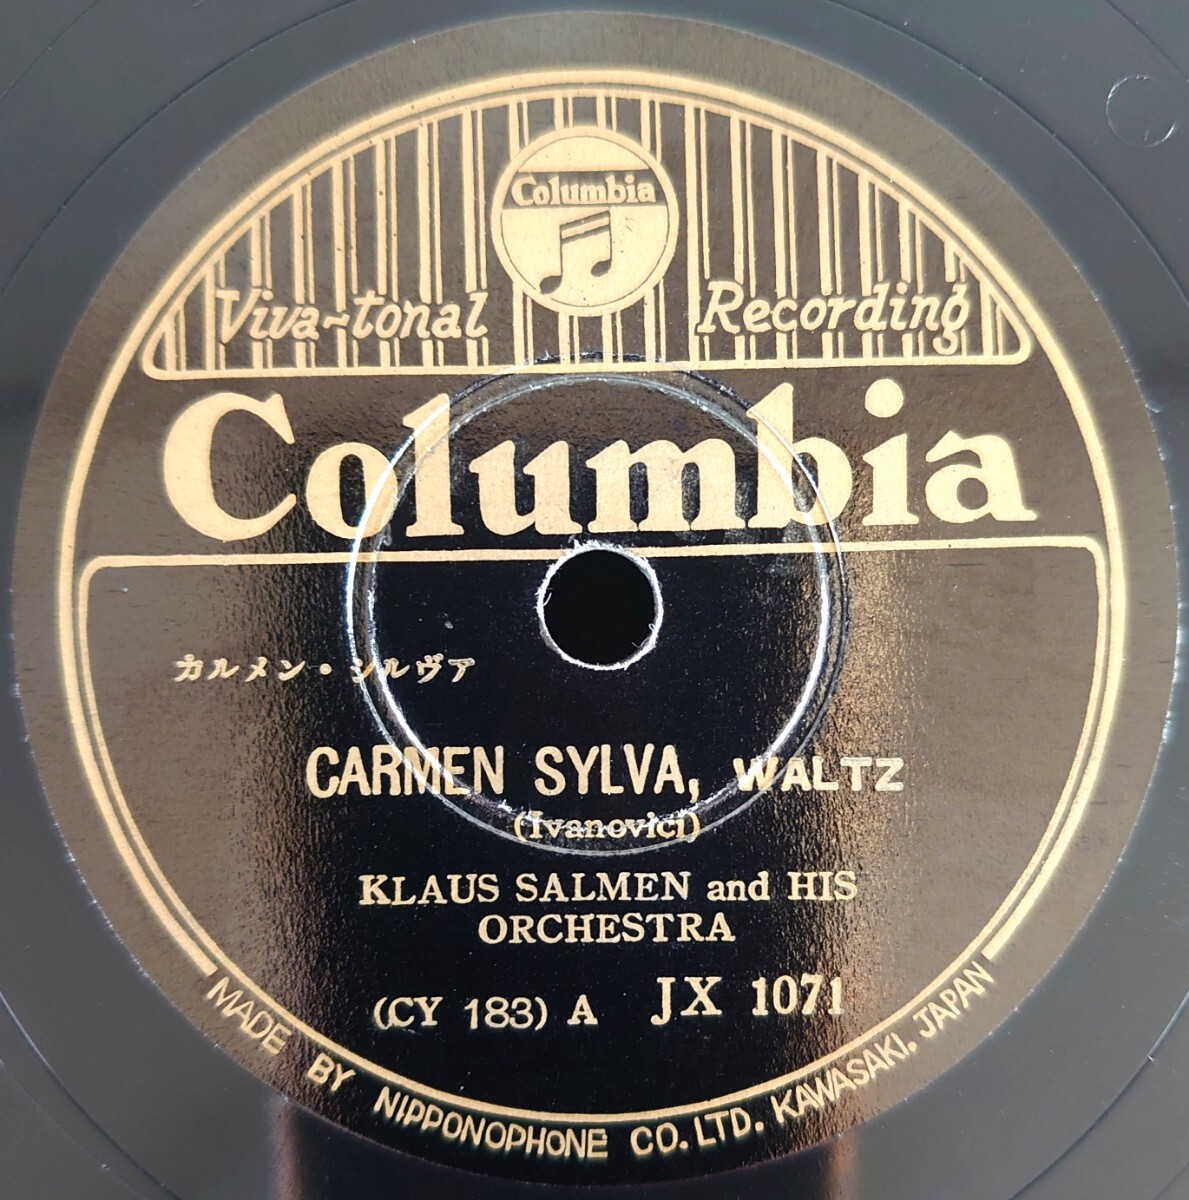 Columbia
Viva-tonal Recording
Columbia
カルメン・シルヴァ
CARMEN SYLVA, WALTZ
(Ivanovici)
KLAUS SALMEN and HIS
ORCHESTRA
(CY 183) A JX 1071
MADE BY NIPPONOPHONE CO. LTD. KAWASAKI. JAPAN